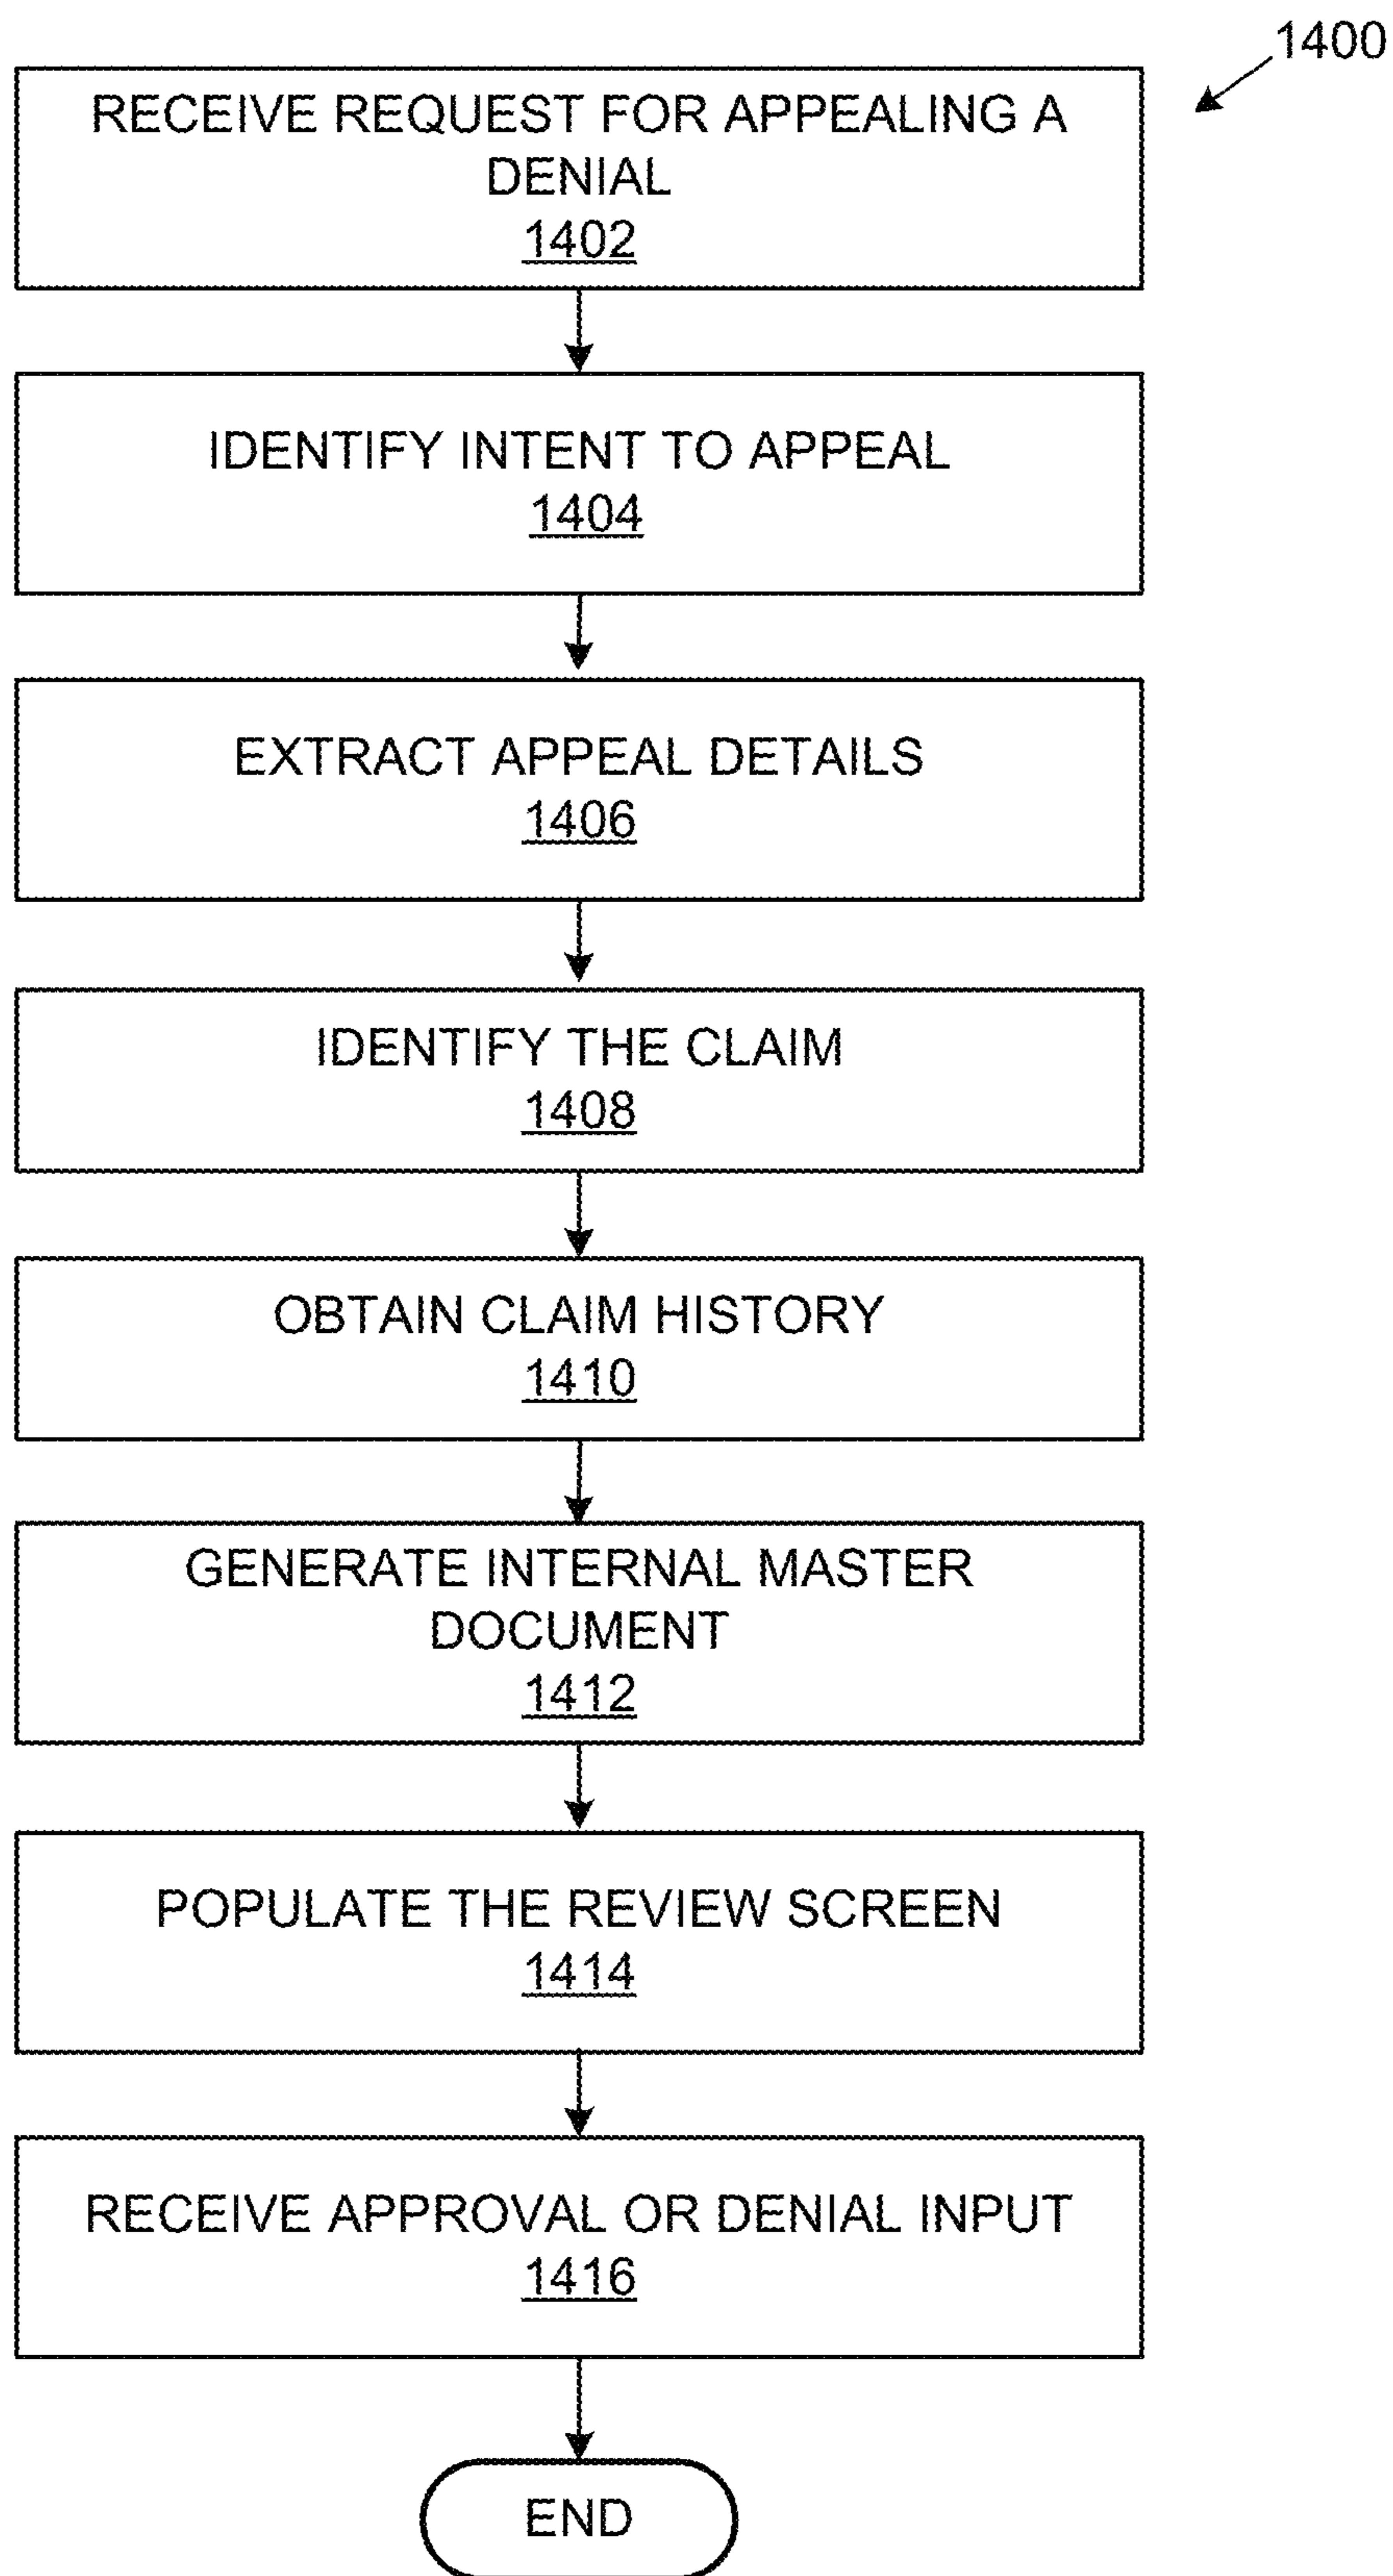 1400
RECEIVE REQUEST FOR APPEALING A
DENIAL
1402
IDENTIFY INTENT TO APPEAL
1404
EXTRACT APPEAL DETAILS
1406
IDENTIFY THE CLAIM
1408
OBTAIN CLAIM HISTORY
1410
GENERATE INTERNAL MASTER
DOCUMENT
1412
POPULATE THE REVIEW SCREEN
1414
RECEIVE APPROVAL OR DENIAL INPUT
1416
END